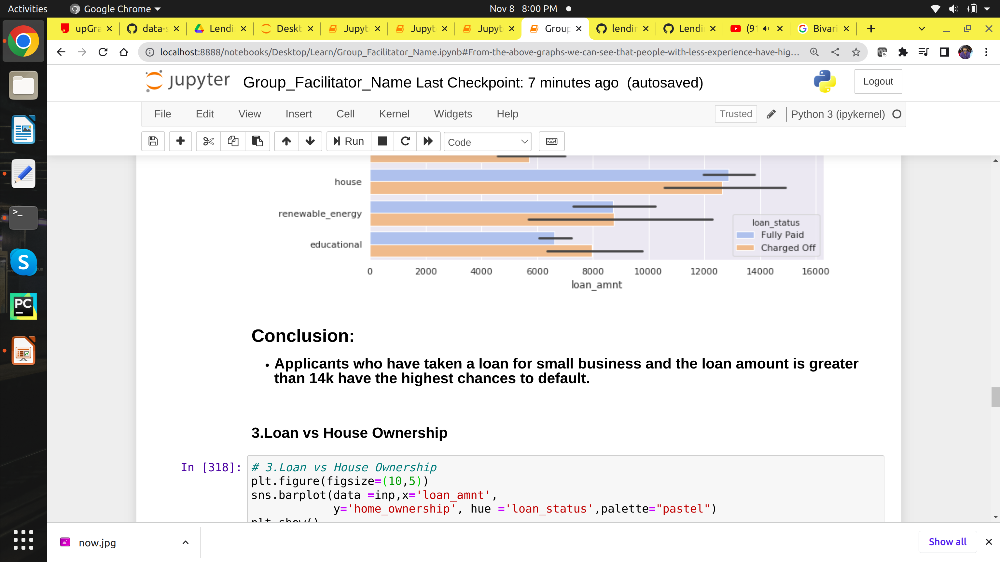 Activities Google Chrome Nov 8 8:00 PM
upGra data-s Lendi Deskt Jupyt Jupyt Jupyt Group lendin Lendi (91 Bivari
localhost:8888/notebooks/Desktop/Learn/Group_Facilitator_Name.ipynb#From-the-above-graphs-we-can-see-that-people-with-less-experience-have-hig...
jupyter Group_Facilitator_Name Last Checkpoint: 7 minutes ago (autosaved) Logout
File Edit View Insert Cell Kernel Widgets Help Trusted Python 3 (ipykernel)
Run Code
house
renewable_energy
educational
loan_status
Fully Paid
Charged Off
0 2000 4000 6000 8000 10000 12000 14000 16000
loan_amnt
Conclusion:
• Applicants who have taken a loan for small business and the loan amount is greater
than 14k have the highest chances to default.
3.Loan vs House Ownership
In [318]: # 3.Loan vs House Ownership
plt.figure(figsize=(10,5))
sns.barplot(data =inp,x='loan_amnt',
y='home_ownership', hue ='loan_status',palette="pastel")
plt.show()
now.jpg Show all
>_
S
PC